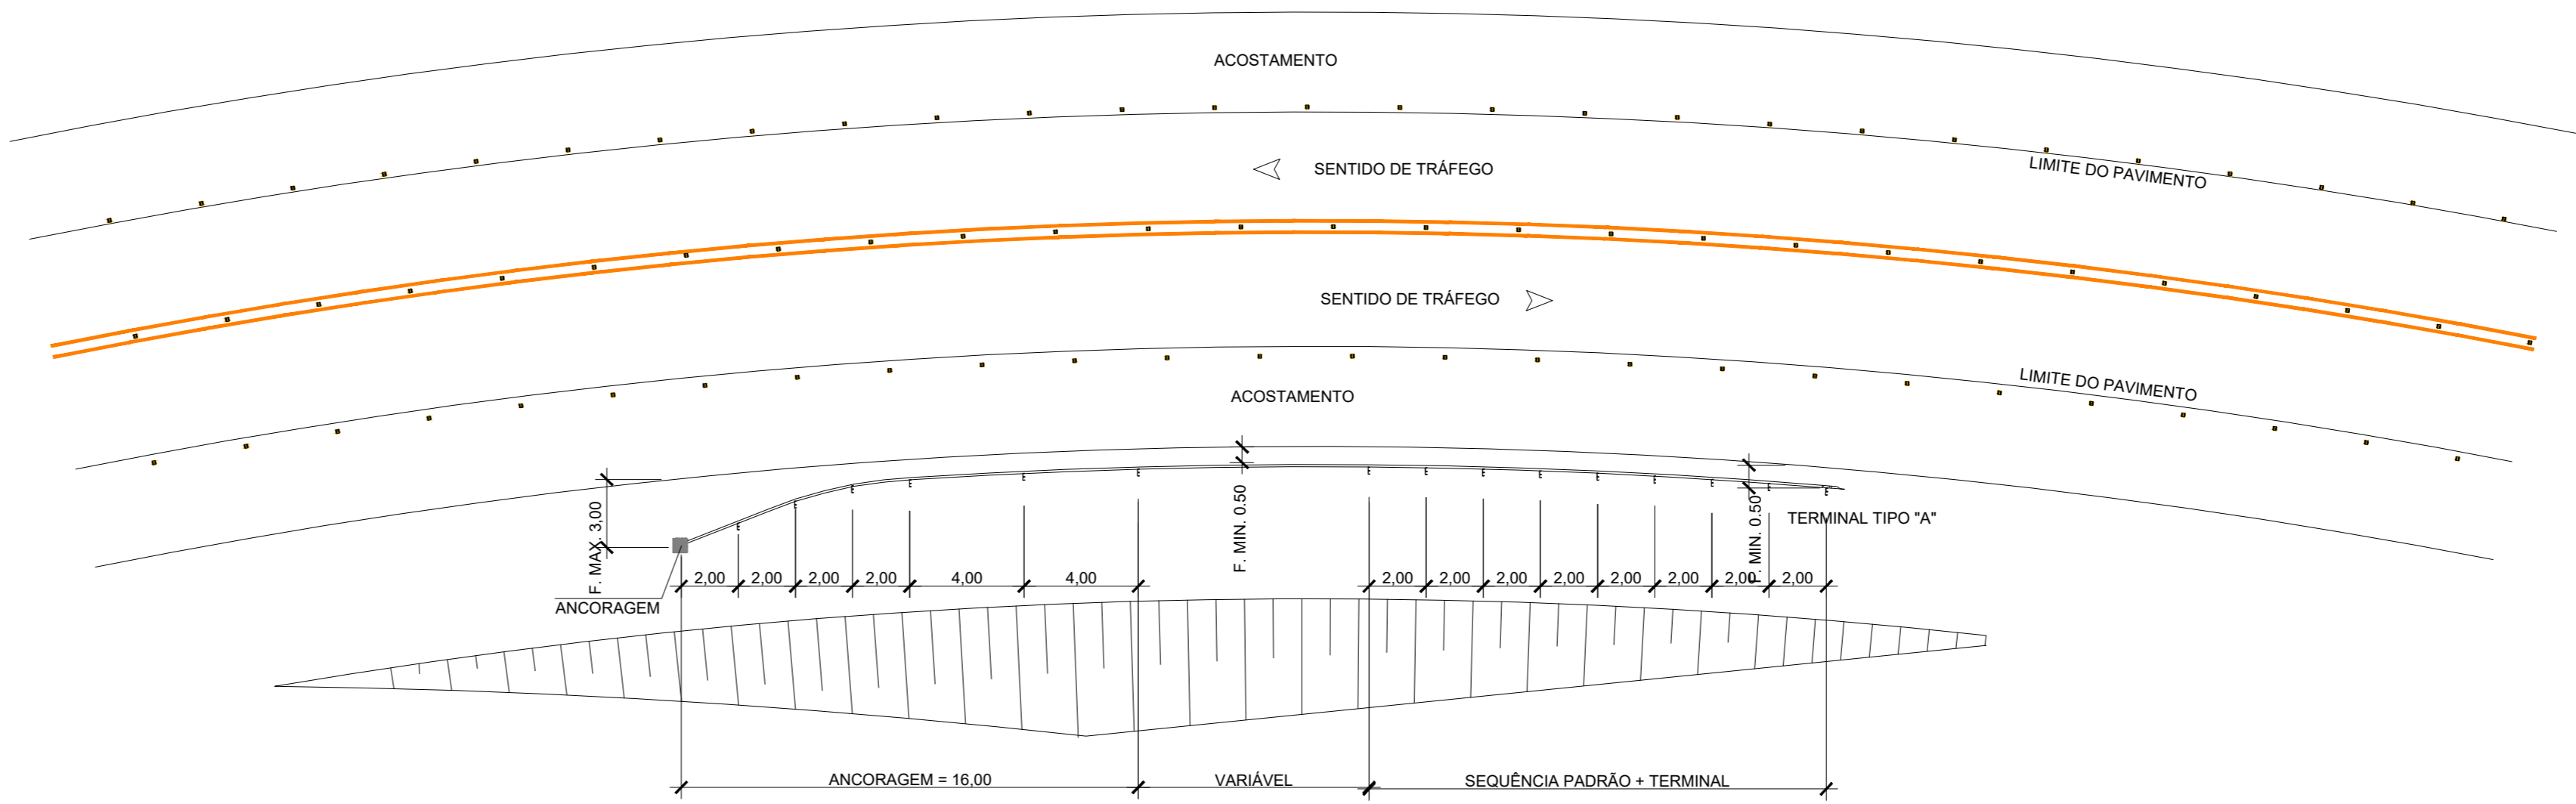 ACOSTAMENTO
SENTIDO DE TRÁFEGO
LIMITE DO PAVIMENTO
SENTIDO DE TRÁFEGO
LIMITE DO PAVIMENTO
ACOSTAMENTO
F. MAX. 3,00
F. MIN. 0.50
F. MIN. 0.50
TERMINAL TIPO "A"
2,00 2,00 2,00 2,00 4,00 4,00 2,00 2,00 2,00 2,00 2,00 2,00 2,00 2,00
ANCORAGEM
ANCORAGEM = 16,00 VARIÁVEL SEQUÊNCIA PADRÃO + TERMINAL